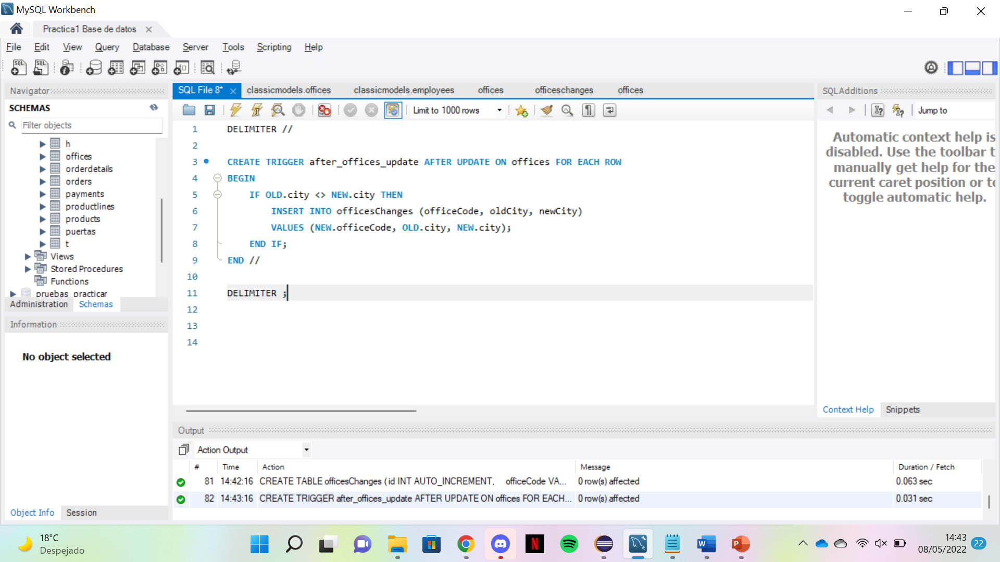 MySQL Workbench
Practica1 Base de datos
File Edit View Query Database Server Tools Scripting Help
Navigator
SCHEMAS
Filter objects
h
offices
orderdetails
orders
payments
productlines
products
puertas
t
Views
Stored Procedures
Functions
pruebas_practicar
Administration Schemas
Information
No object selected
Object Info Session
SQL File 8* classicmodels.offices classicmodels.employees offices officeschanges offices
Limit to 1000 rows
1 DELIMITER //
2
3 CREATE TRIGGER after_offices_update AFTER UPDATE ON offices FOR EACH ROW
4 BEGIN
5 IF OLD.city <> NEW.city THEN
6 INSERT INTO officesChanges (officeCode, oldCity, newCity)
7 VALUES (NEW.officeCode, OLD.city, NEW.city);
8 END IF;
9 END //
10
11 DELIMITER ;
12
13
14
SQLAdditions
Jump to
Automatic context help is
disabled. Use the toolbar t
manually get help for the
current caret position or to
toggle automatic help.
Context Help Snippets
Output
Action Output
# Time Action Message Duration / Fetch
81 14:42:16 CREATE TABLE officesChanges ( id INT AUTO_INCREMENT, officeCode VA... 0 row(s) affected 0.063 sec
82 14:43:16 CREATE TRIGGER after_offices_update AFTER UPDATE ON offices FOR EACH... 0 row(s) affected 0.031 sec
18°C
Despejado
14:43
08/05/2022
22